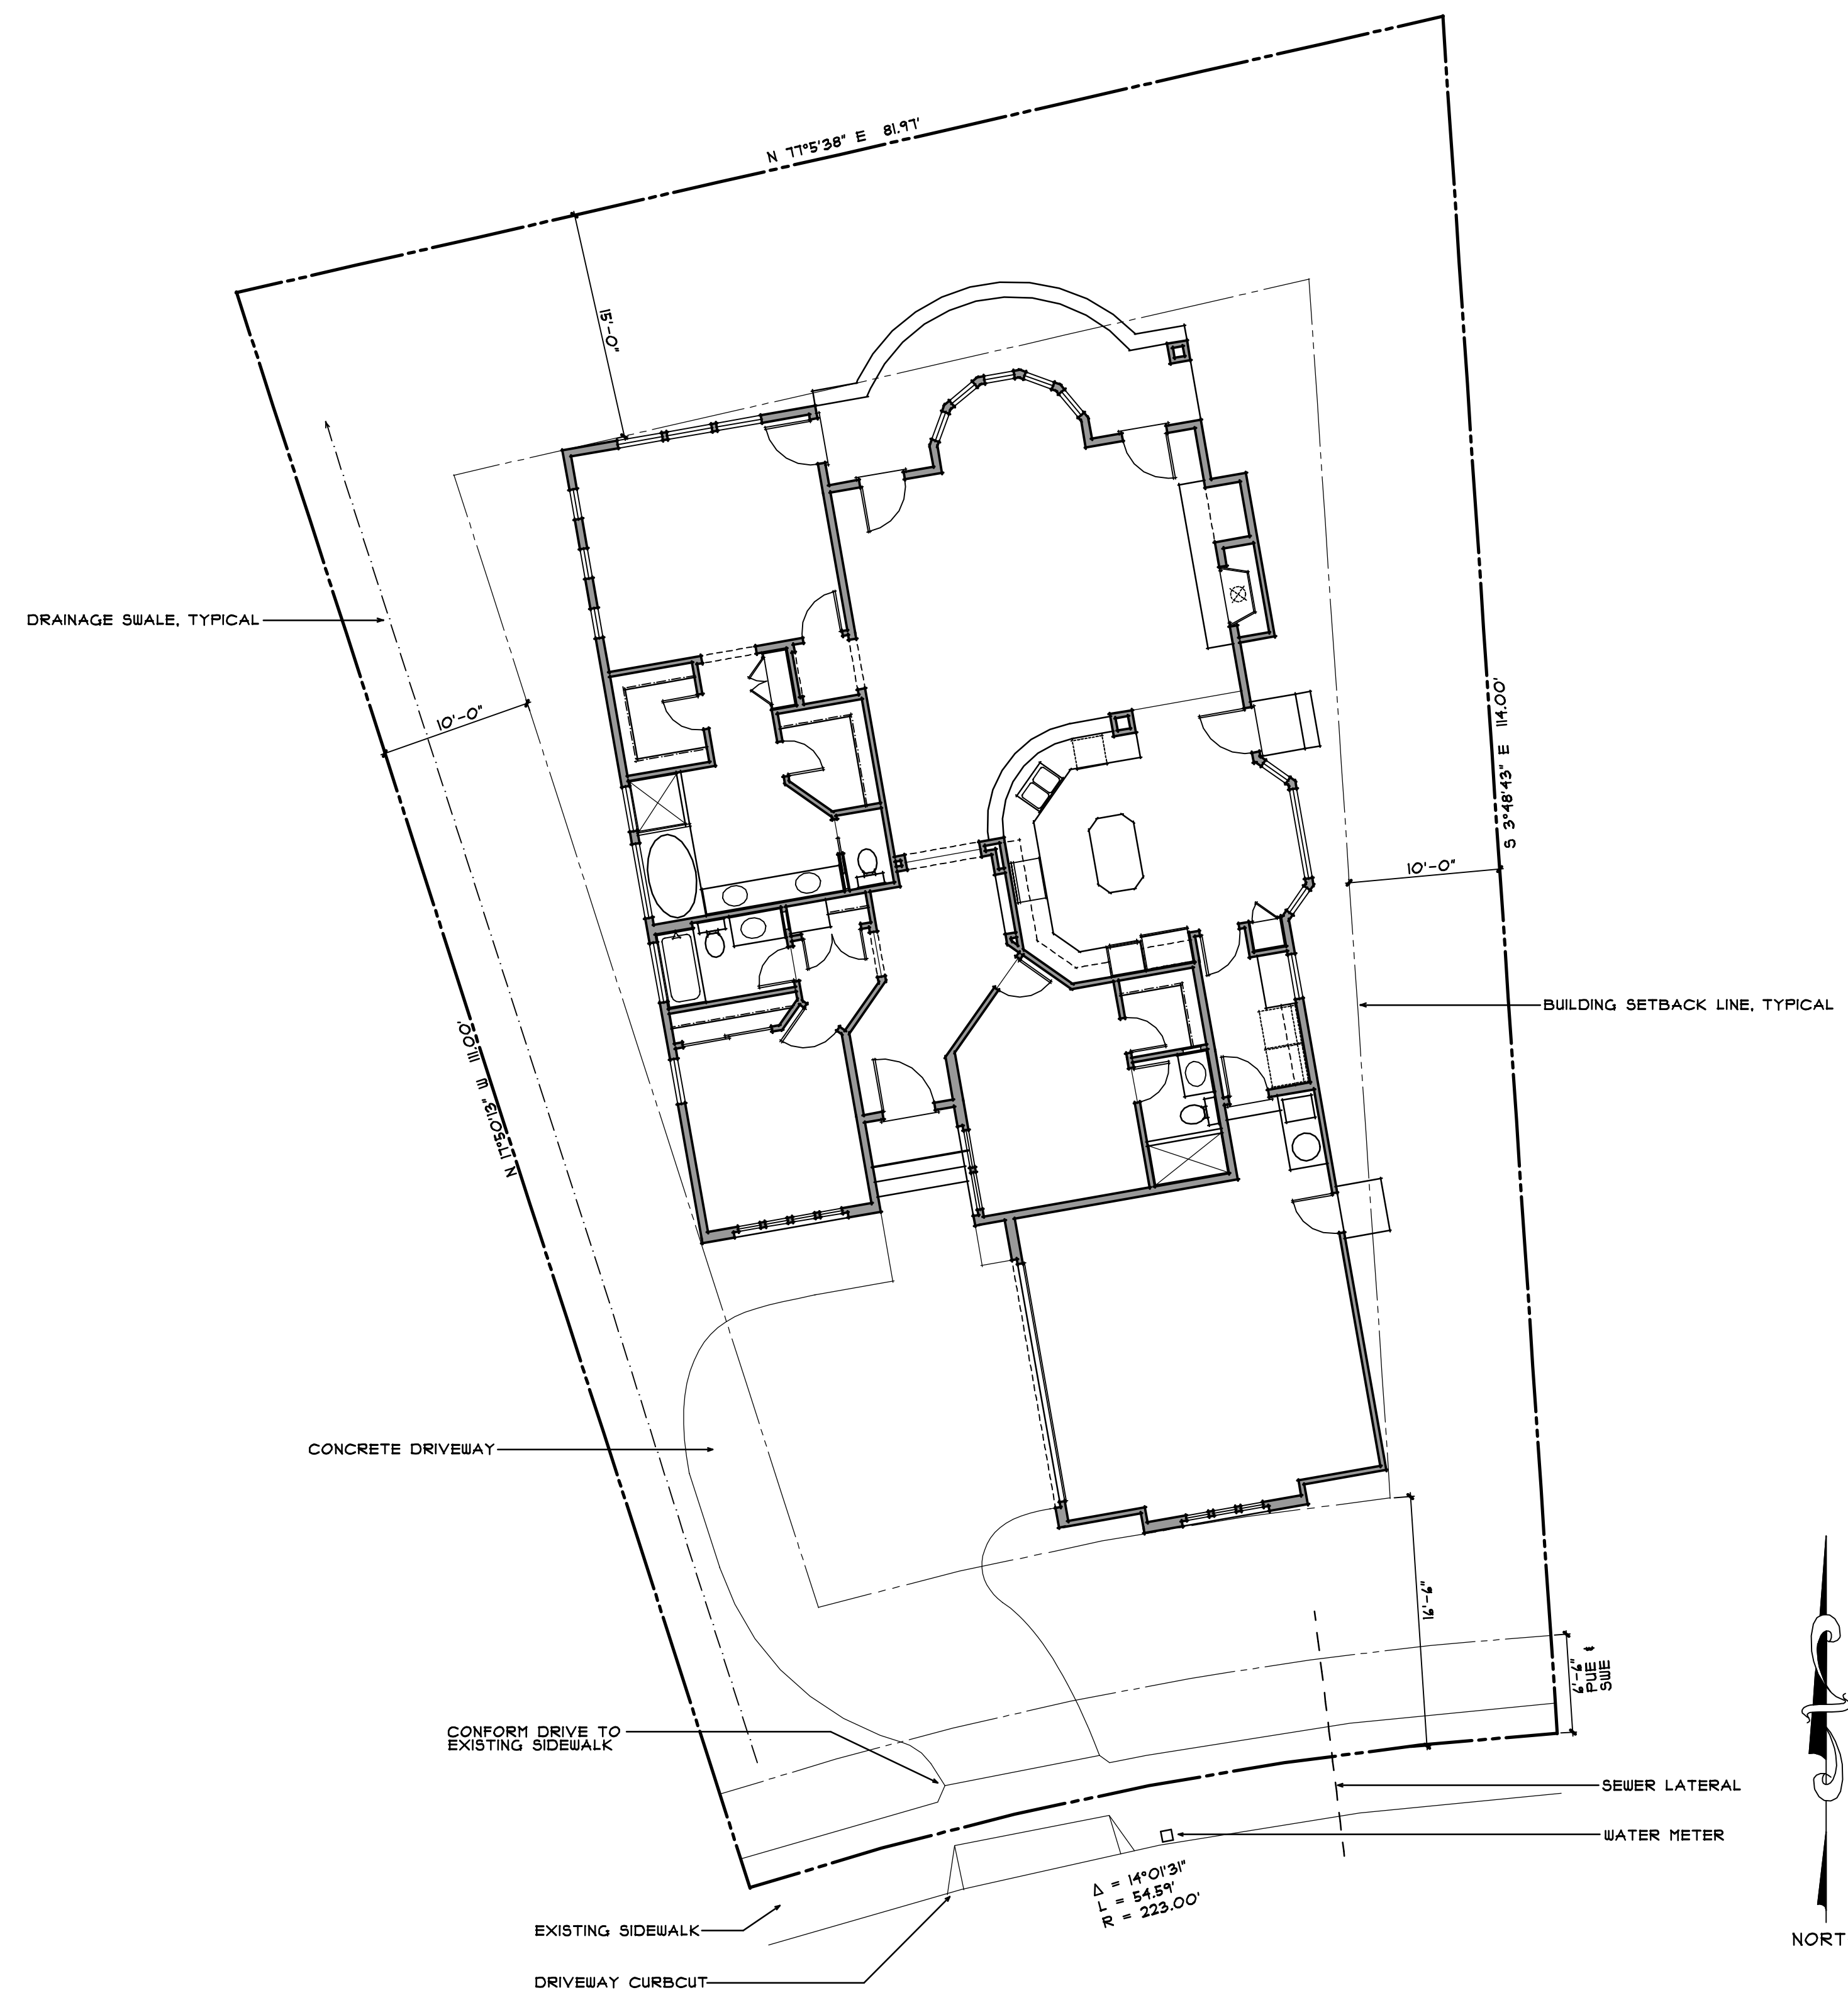 N 77°5'38" E 81.97'
15'-0"
DRAINAGE SWALE, TYPICAL
10'-0"
S 3°48'43" E 114.00'
10'-0"
BUILDING SETBACK LINE, TYPICAL
N 17°50'13" W 111.00'
CONCRETE DRIVEWAY
16'-6"
6'-6"
PUE &
SWE
CONFORM DRIVE TO
EXISTING SIDEWALK
SEWER LATERAL
WATER METER
Δ = 14°01'31"
L = 54.59'
R = 223.00'
EXISTING SIDEWALK
DRIVEWAY CURBCUT
NORT